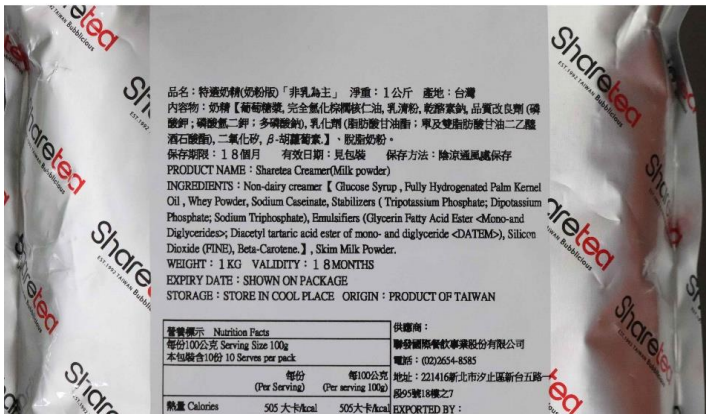 Sharetea
EST.1992 TAIWAN Bubblicious
品名：特選奶精(奶粉版)「非乳為主」 淨重：1公斤 產地：台灣
內容物：奶精【葡萄糖漿, 完全氫化棕櫚核仁油, 乳清粉, 乾酪素鈉, 品質改良劑 (磷
酸鉀；磷酸氫二鉀；多磷酸鈉), 乳化劑 (脂肪酸甘油酯；單及雙脂肪酸甘油二乙醯
酒石酸酯), 二氧化矽, β-胡蘿蔔素.】、脫脂奶粉。
保存期限：18個月 有效日期：見包裝 保存方法：陰涼通風處保存
PRODUCT NAME：Sharetea Creamer(Milk powder)
INGREDIENTS：Non-dairy creamer【 Glucose Syrup , Fully Hydrogenated Palm Kernel
Oil , Whey Powder, Sodium Caseinate, Stabilizers ( Tripotassium Phosphate; Dipotassium
Phosphate; Sodium Triphosphate), Emulsifiers (Glycerin Fatty Acid Ester <Mono-and
Diglycerides>; Diacetyl tartaric acid ester of mono- and diglyceride <DATEM>), Silicon
Dioxide (FINE), Beta-Carotene.】, Skim Milk Powder.
WEIGHT：1KG VALIDITY：18MONTHS
EXPIRY DATE：SHOWN ON PACKAGE
STORAGE：STORE IN COOL PLACE ORIGIN：PRODUCT OF TAIWAN
營養標示 Nutrition Facts
每份100公克 Serving Size 100g
本包裝含10份 10 Serves per pack
每份 每100公克
(Per Serving) (Per serving 100g)
熱量 Calories 505 大卡/kcal 505大卡/kcal
供應商：
聯發國際餐飲事業股份有限公司
電話：(02)2654-8585
地址：221416新北市汐止區新台五路一
段95號18樓之7
EXPORTED BY：
Sharetea
EST.1992 TAIWAN Bubblicious